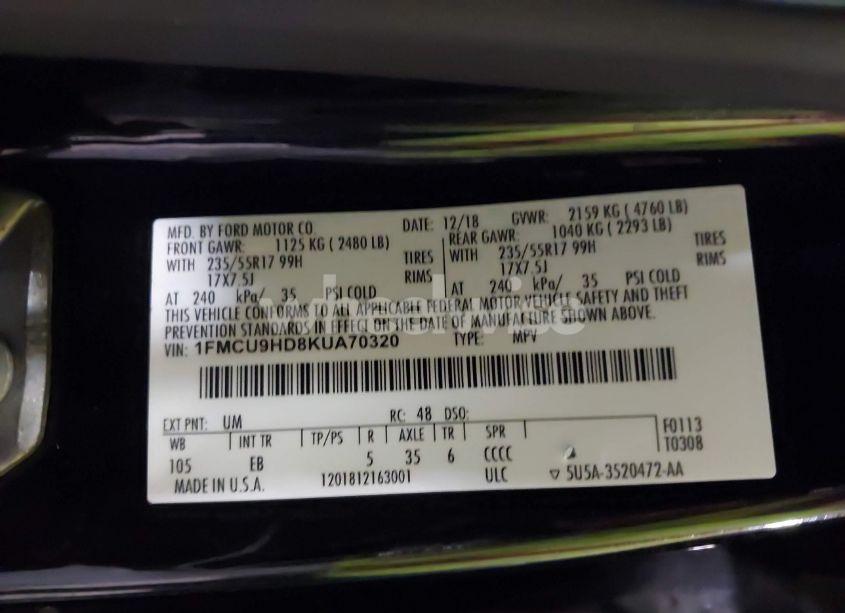 MFD. BY FORD MOTOR CO. DATE: 12/18 GVWR: 2159 KG ( 4760 LB)
FRONT GAWR: 1125 KG ( 2480 LB) REAR GAWR: 1040 KG ( 2293 LB)
WITH 235/55R17 99H TIRES WITH 235/55R17 99H TIRES
17X7.5J RIMS 17X7.5J RIMS
AT 240 kPa/ 35 PSI COLD AT 240 kPa/ 35 PSI COLD
THIS VEHICLE CONFORMS TO ALL APPLICABLE FEDERAL MOTOR VEHICLE SAFETY AND THEFT
PREVENTION STANDARDS IN EFFECT ON THE DATE OF MANUFACTURE SHOWN ABOVE.
VIN: 1FMCU9HD8KUA70320 TYPE: MPV
EXT PNT: UM RC: 48 DSO: F0113
WB INT TR TP/PS R AXLE TR SPR T0308
105 EB 5 35 6 CCCC
MADE IN U.S.A. 1201812163001 ULC ▽ 5U5A-3520472-AA